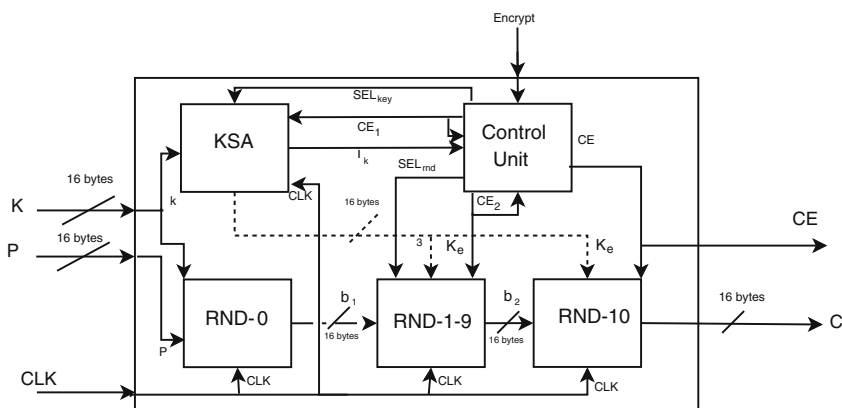 Encrypt
SELkey
KSA
CE1
Ik
Control
Unit
CE
SELrnd
CE2
CLK
16 bytes
k
K
16 bytes
3
Ke
Ke
CE
P
16 bytes
RND-0
b1
16 bytes
RND-1-9
b2
16 bytes
RND-10
16 bytes
C
P
CLK
CLK
CLK
CLK